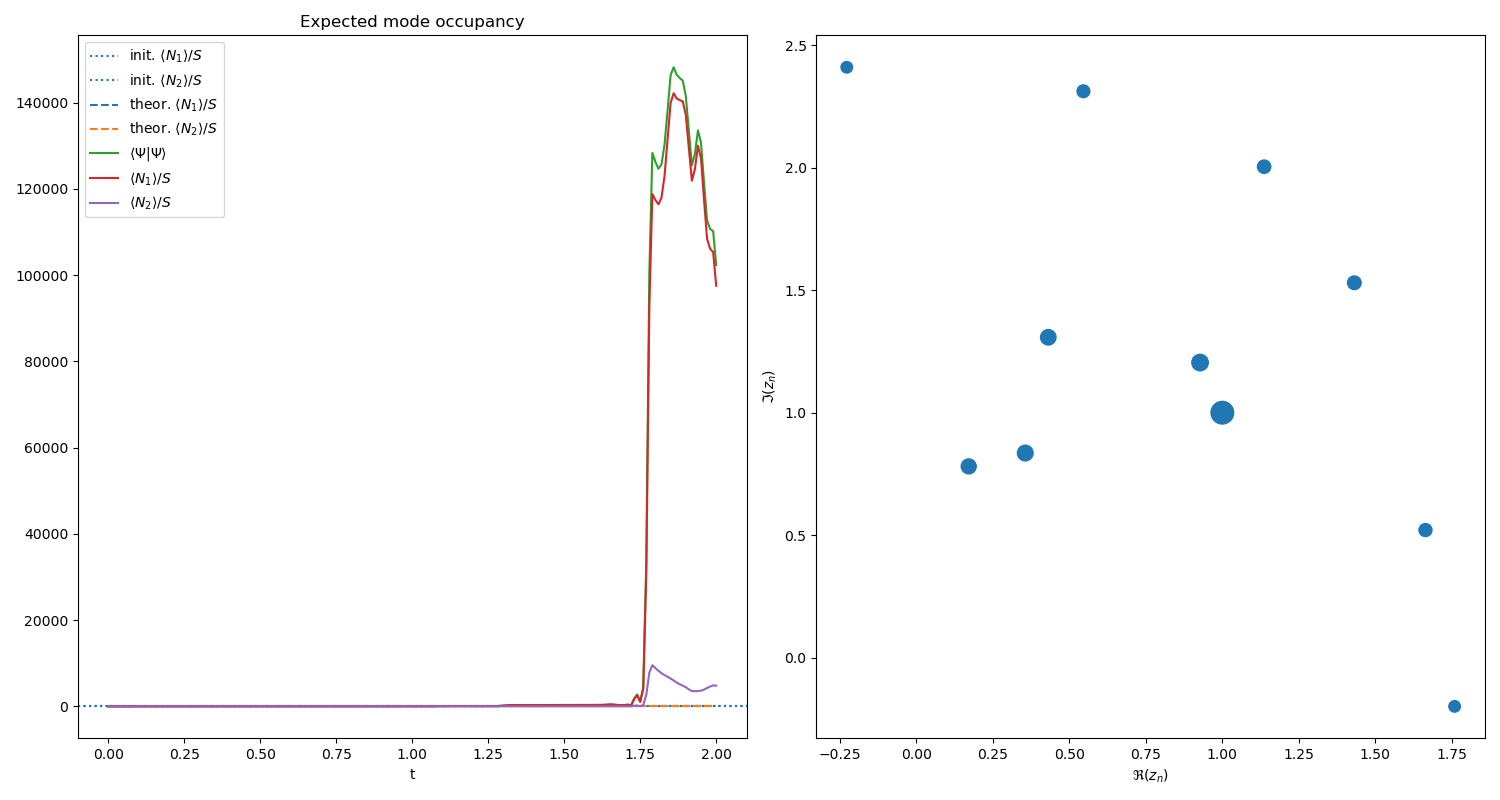 Expected mode occupancy
init. ⟨N₁⟩/S
init. ⟨N₂⟩/S
theor. ⟨N₁⟩/S
theor. ⟨N₂⟩/S
⟨Ψ|Ψ⟩
⟨N₁⟩/S
⟨N₂⟩/S
140000
120000
100000
80000
60000
40000
20000
0
0.00 0.25 0.50 0.75 1.00 1.25 1.50 1.75 2.00
t
2.5
2.0
1.5
1.0
0.5
0.0
ℑ(zₙ)
−0.25 0.00 0.25 0.50 0.75 1.00 1.25 1.50 1.75
ℜ(zₙ)